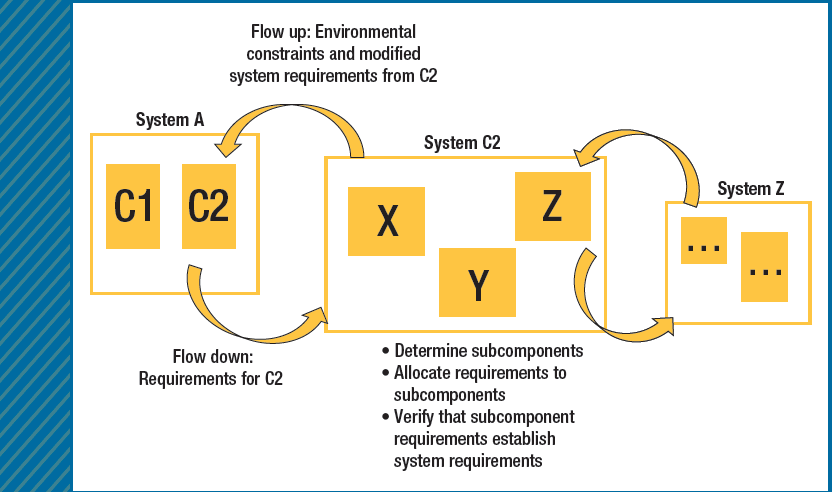 Flow up: Environmental
constraints and modified
system requirements from C2
System A
C1
C2
System C2
X
Y
Z
System Z
...
...
Flow down:
Requirements for C2
• Determine subcomponents
• Allocate requirements to
subcomponents
• Verify that subcomponent
requirements establish
system requirements